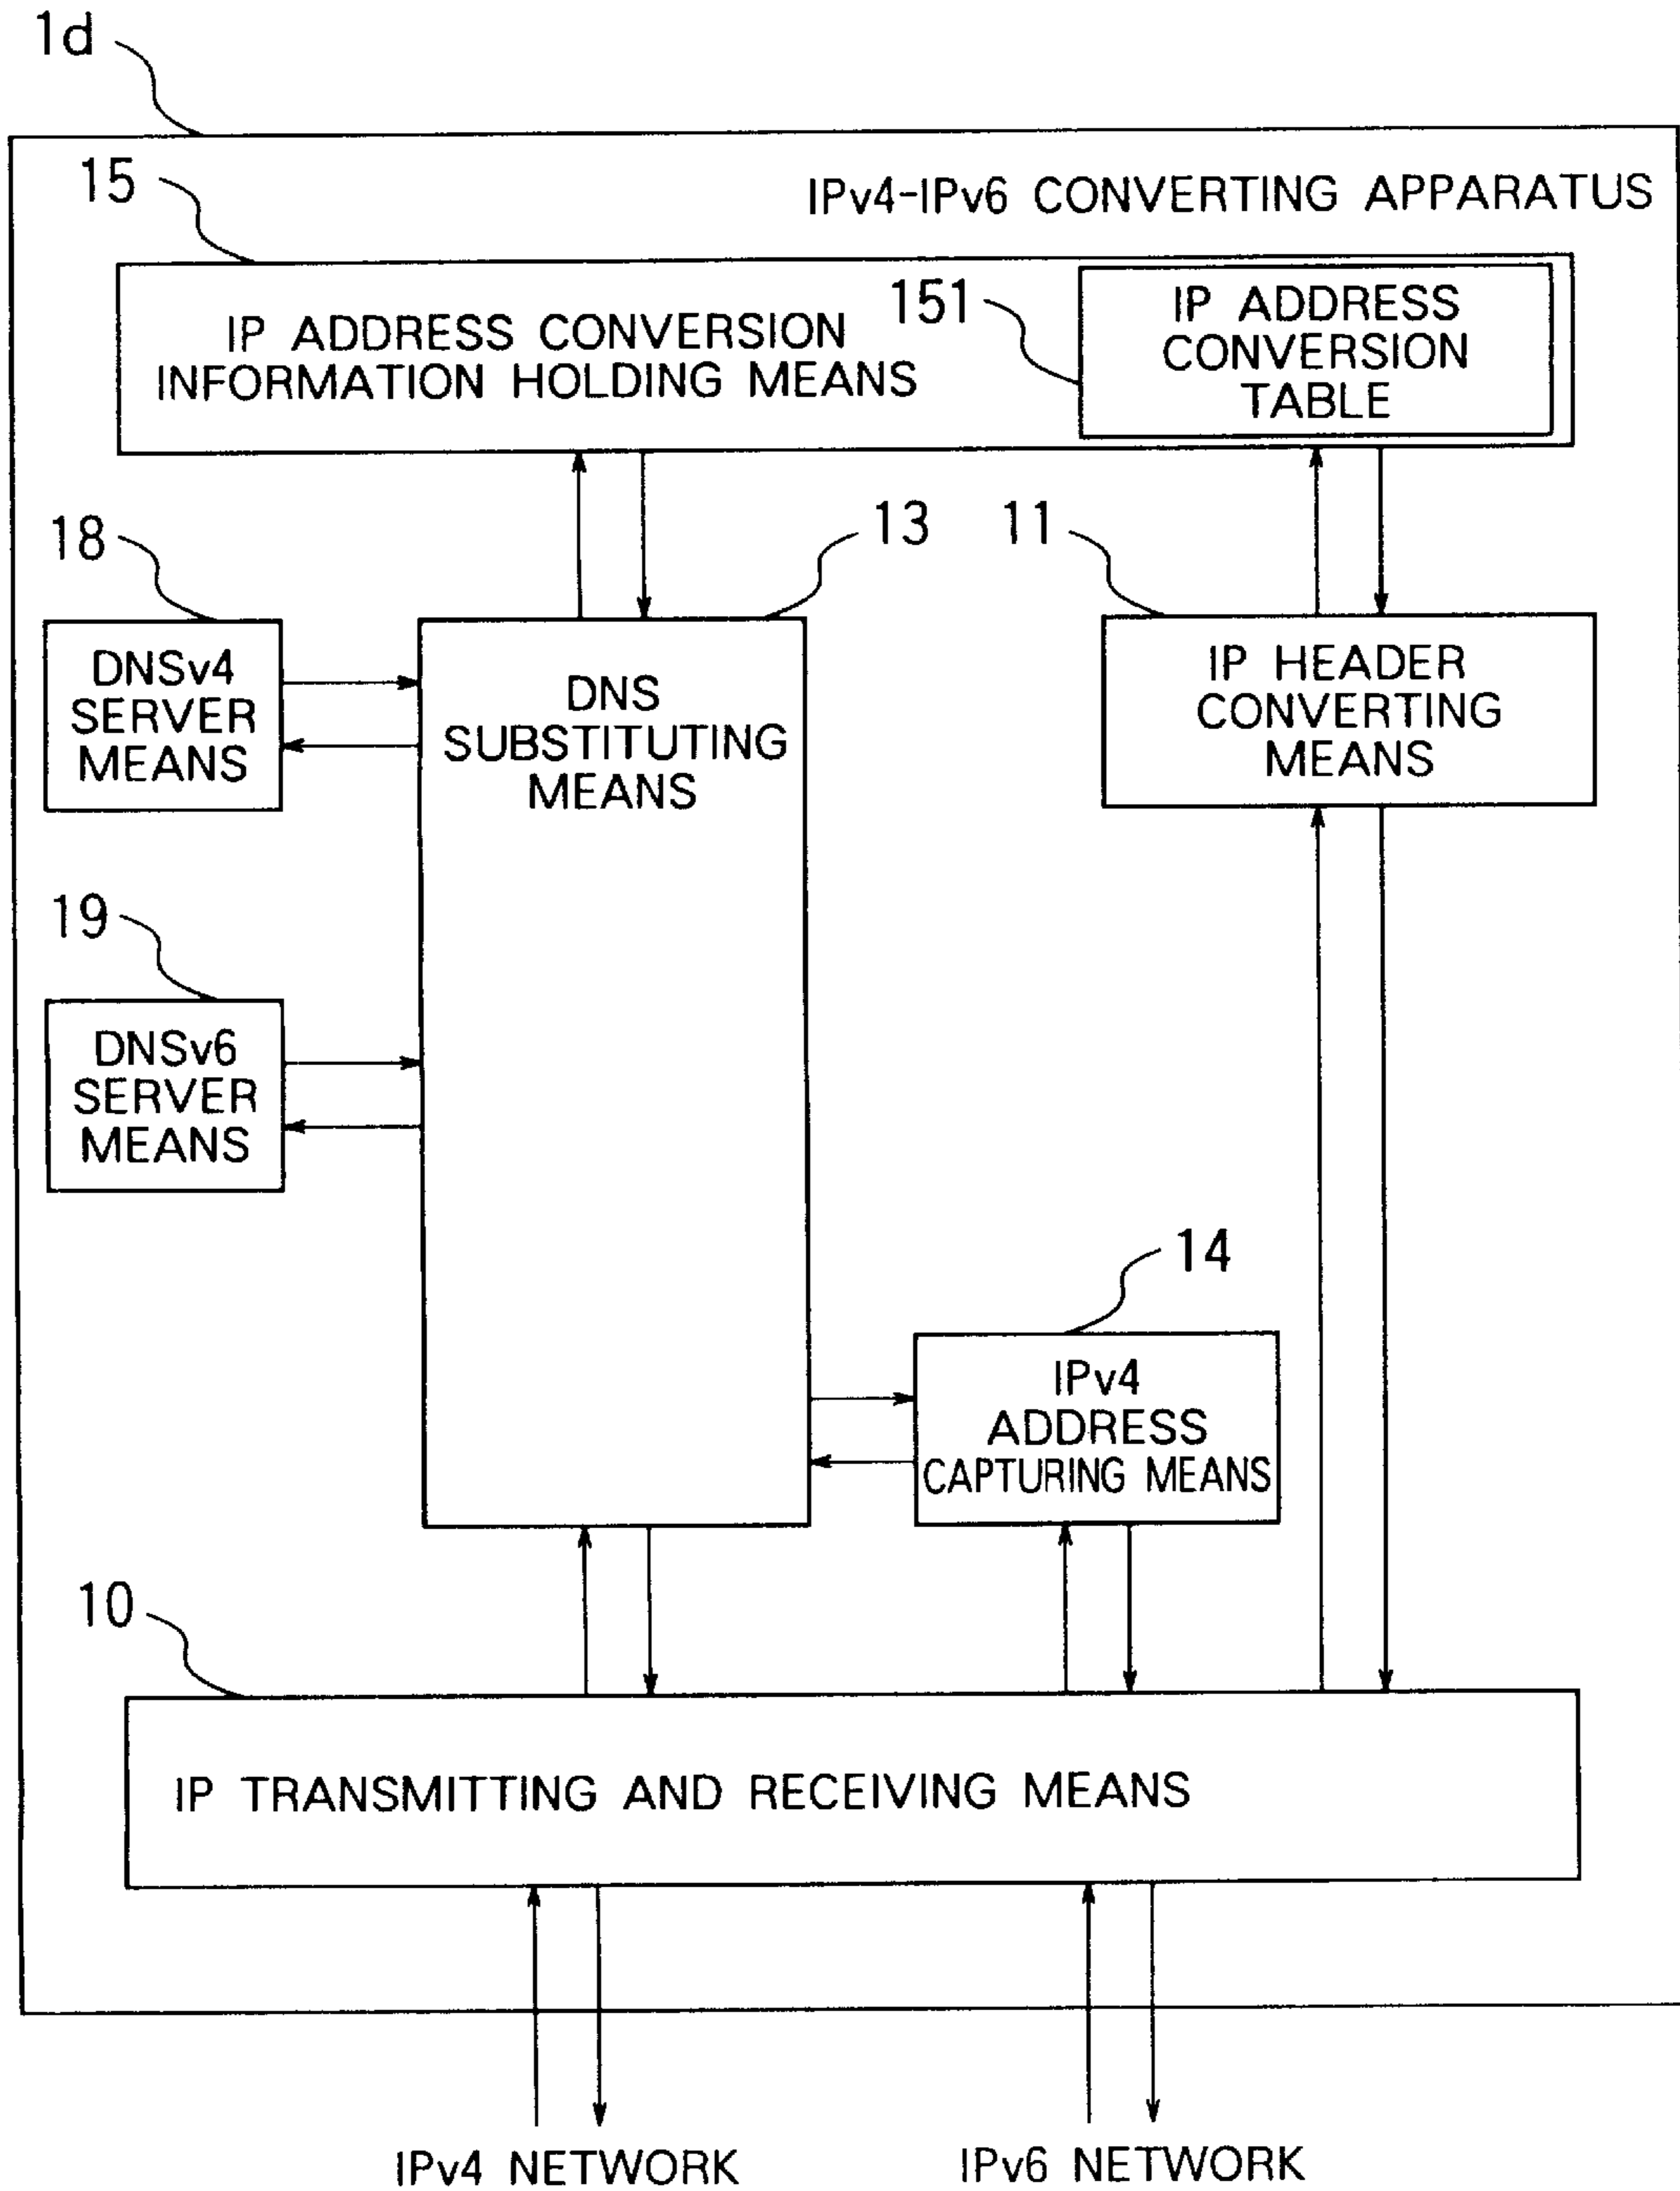 1d
15
IPv4-IPv6 CONVERTING APPARATUS
IP ADDRESS CONVERSION
INFORMATION HOLDING MEANS
151
IP ADDRESS
CONVERSION
TABLE
18
13
11
DNSv4
SERVER
MEANS
DNS
SUBSTITUTING
MEANS
IP HEADER
CONVERTING
MEANS
19
DNSv6
SERVER
MEANS
14
IPv4
ADDRESS
CAPTURING MEANS
10
IP TRANSMITTING AND RECEIVING MEANS
IPv4 NETWORK
IPv6 NETWORK